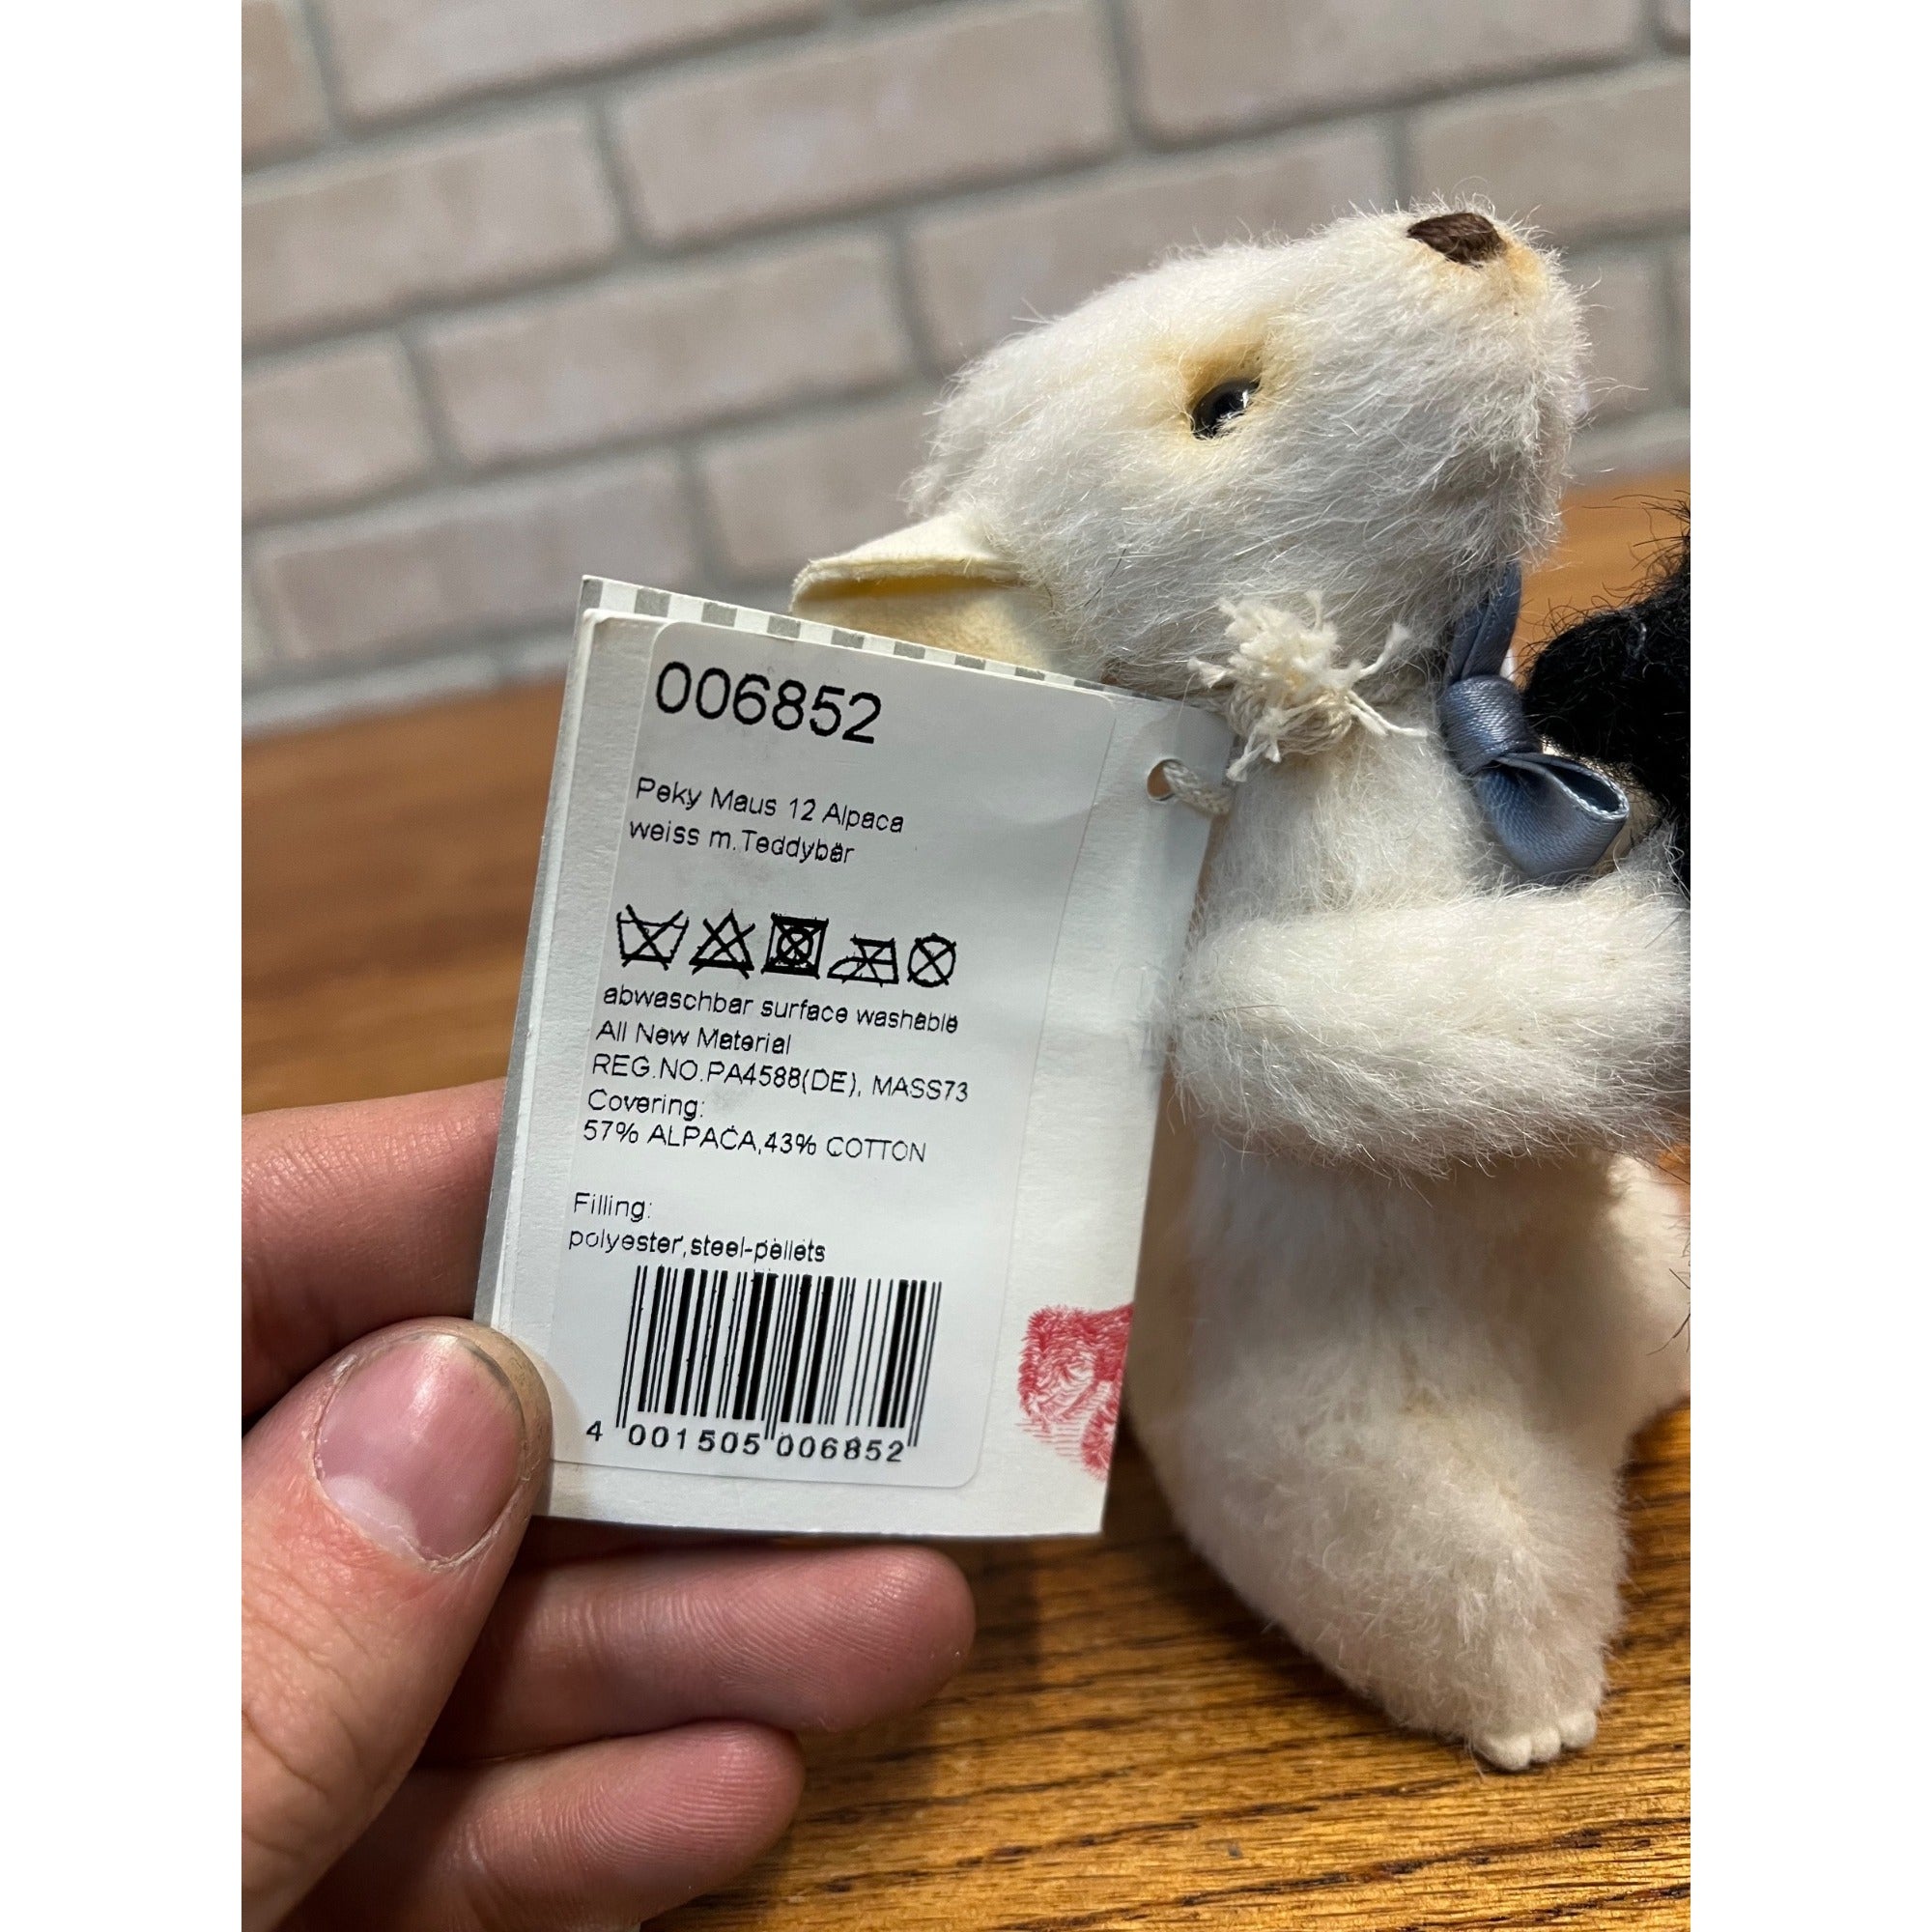 006852
Peky Maus 12 Alpaca
weiss m.Teddybär
abwaschbar surface washable
All New Material
REG.NO.PA4588(DE), MASS73
Covering:
57% ALPACA,43% COTTON
Filling:
polyester,steel-pellets
4 001505 006852